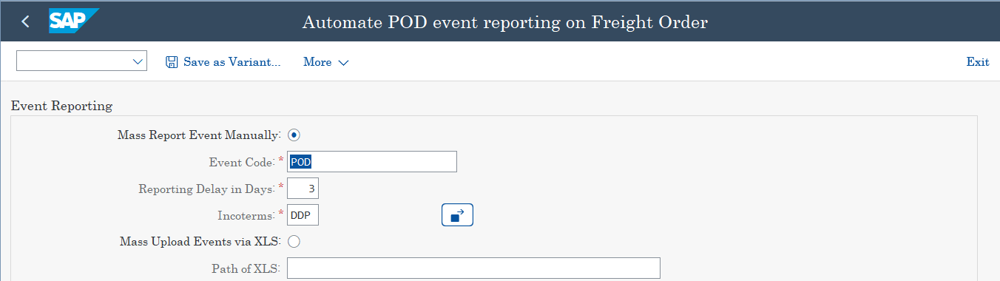 SAP
Automate POD event reporting on Freight Order
Save as Variant... More Exit
Event Reporting
Mass Report Event Manually:
Event Code: * POD
Reporting Delay in Days: * 3
Incoterms: * DDP
Mass Upload Events via XLS:
Path of XLS: